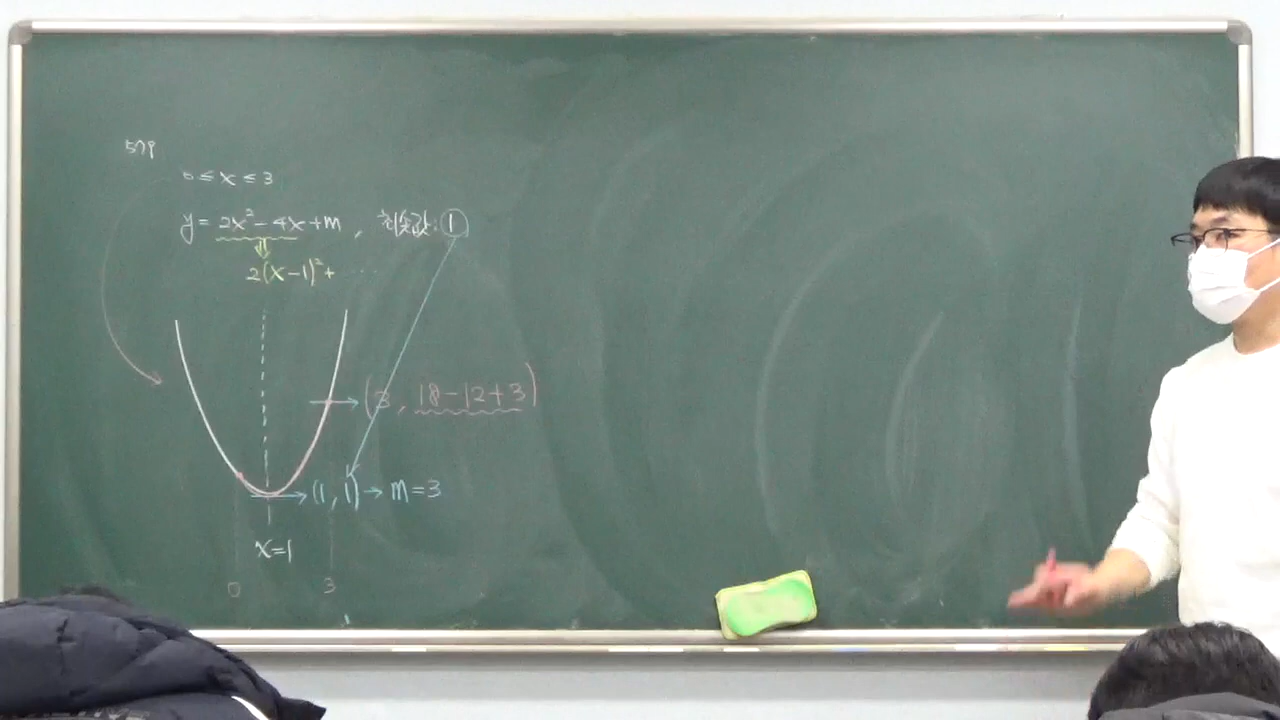 57p
0 ≤ x ≤ 3
y = 2x² - 4x + m , 최솟값: ①
2(x-1)² + ...
(3, 18-12+3)
(1, 1) → m = 3
x=1
0 3